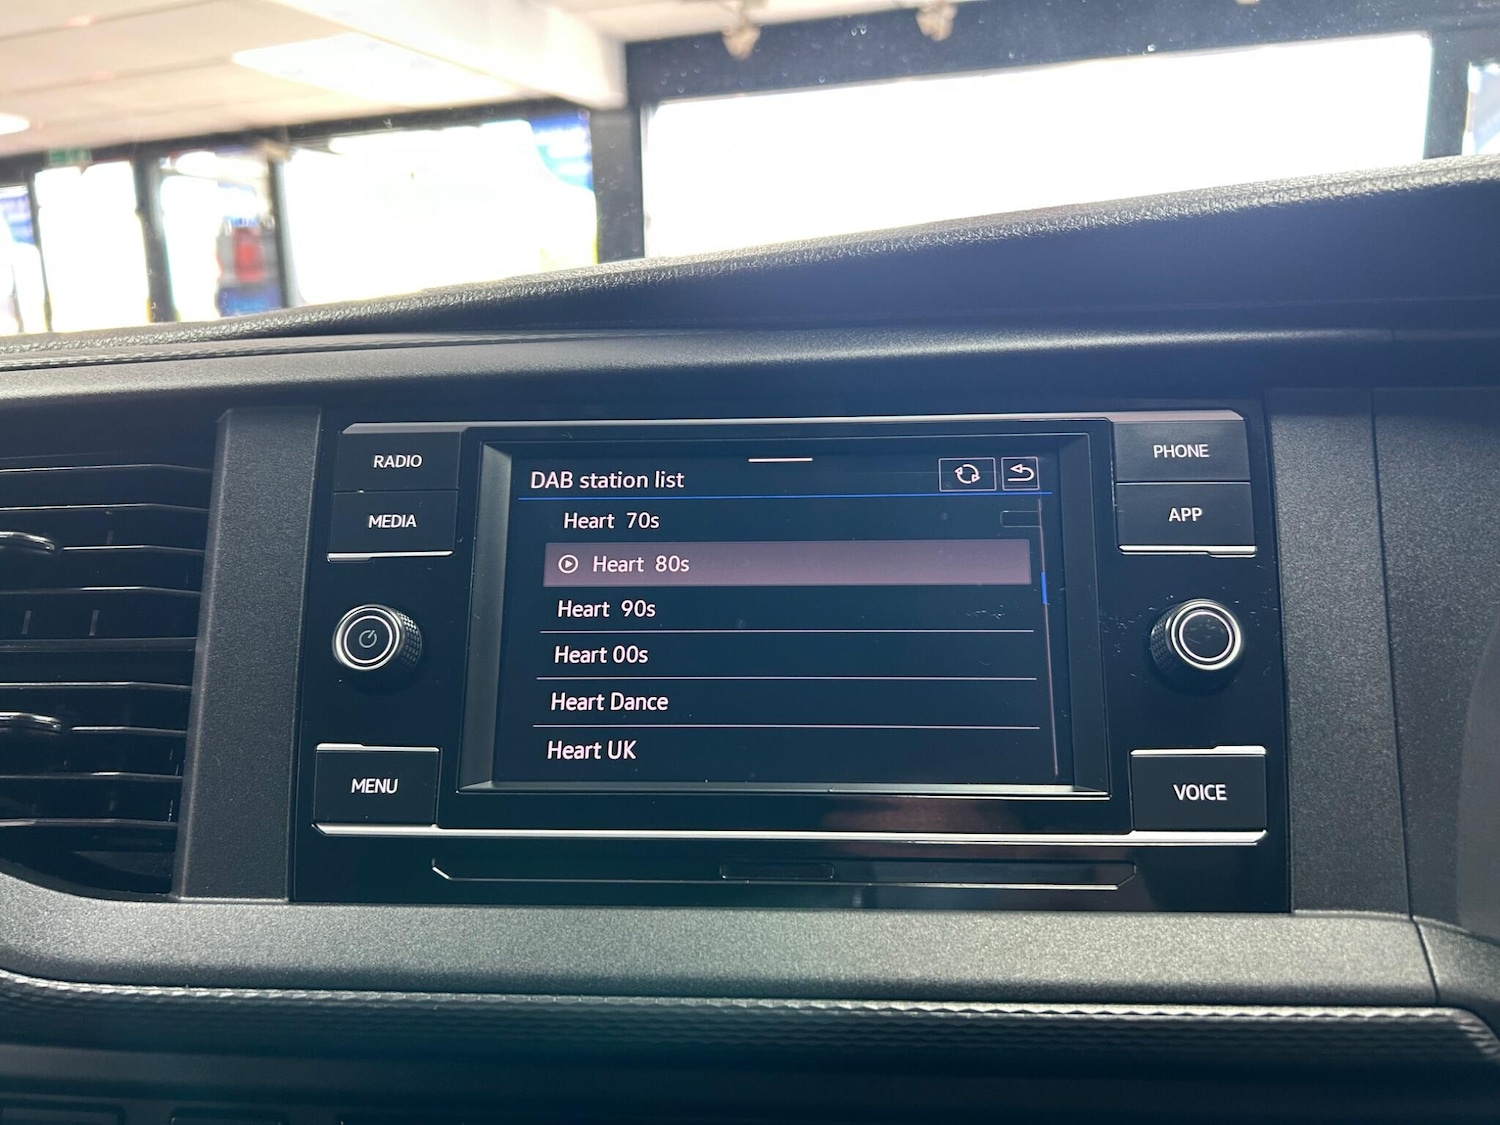 RADIO
MEDIA
MENU
DAB station list
Heart 70s
Heart 80s
Heart 90s
Heart 00s
Heart Dance
Heart UK
PHONE
APP
VOICE